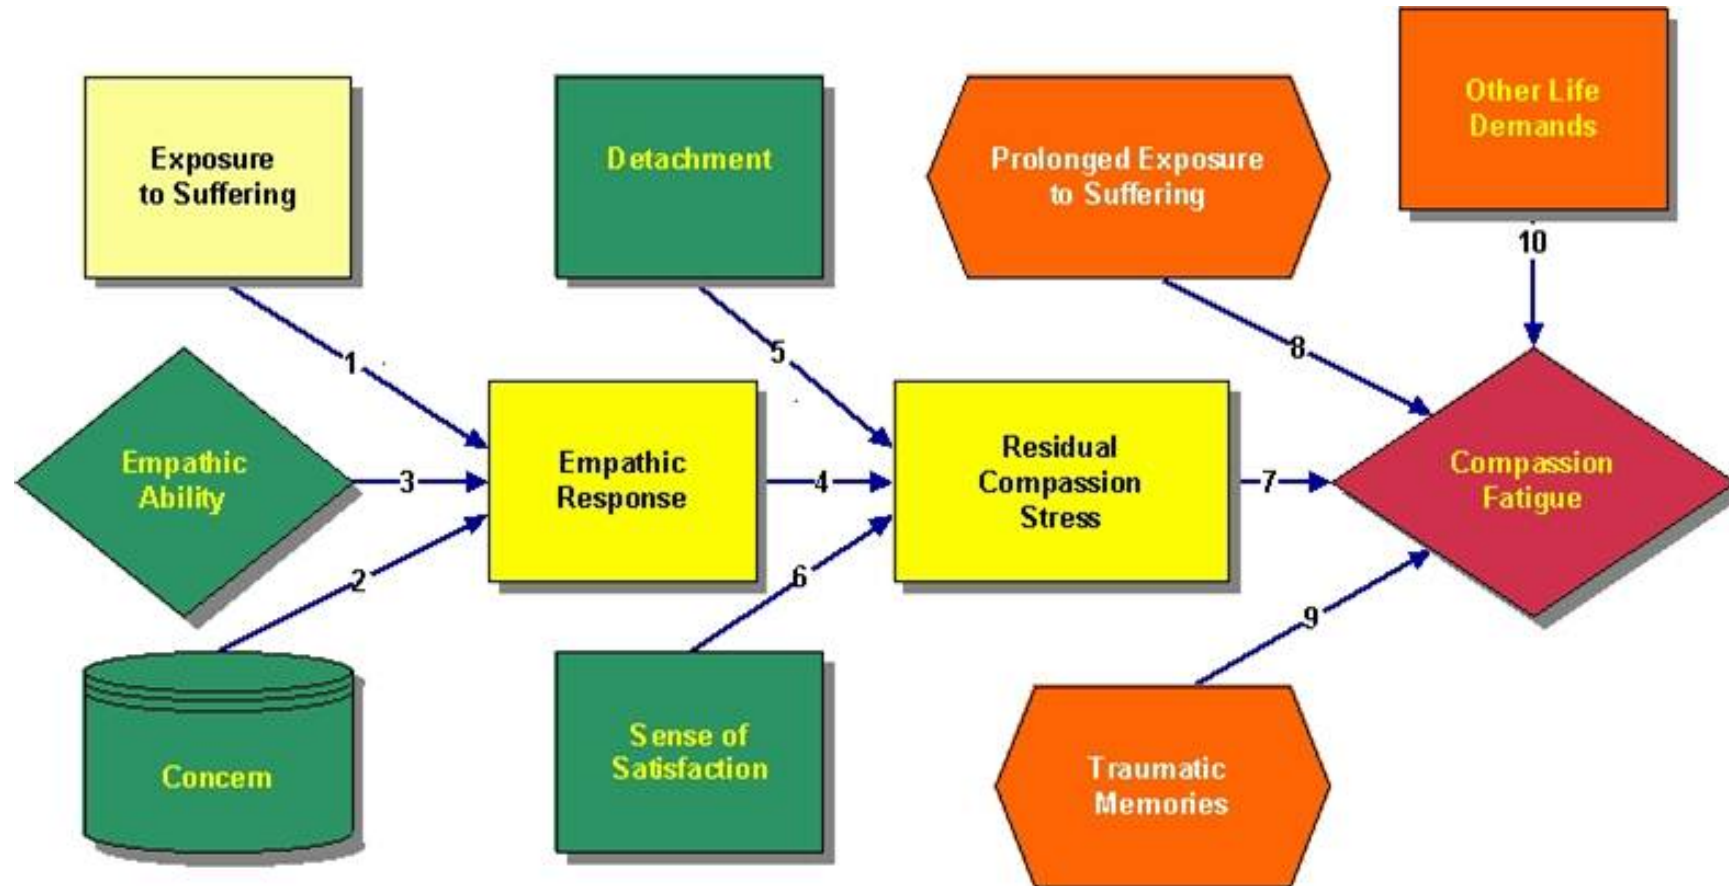 Exposure
to Suffering
Detachment
Prolonged Exposure
to Suffering
Other Life
Demands
10
1
5
8
Empathic
Ability
3
Empathic
Response
4
Residual
Compassion
Stress
7
Compassion
Fatigue
2
6
9
Concern
Sense of
Satisfaction
Traumatic
Memories